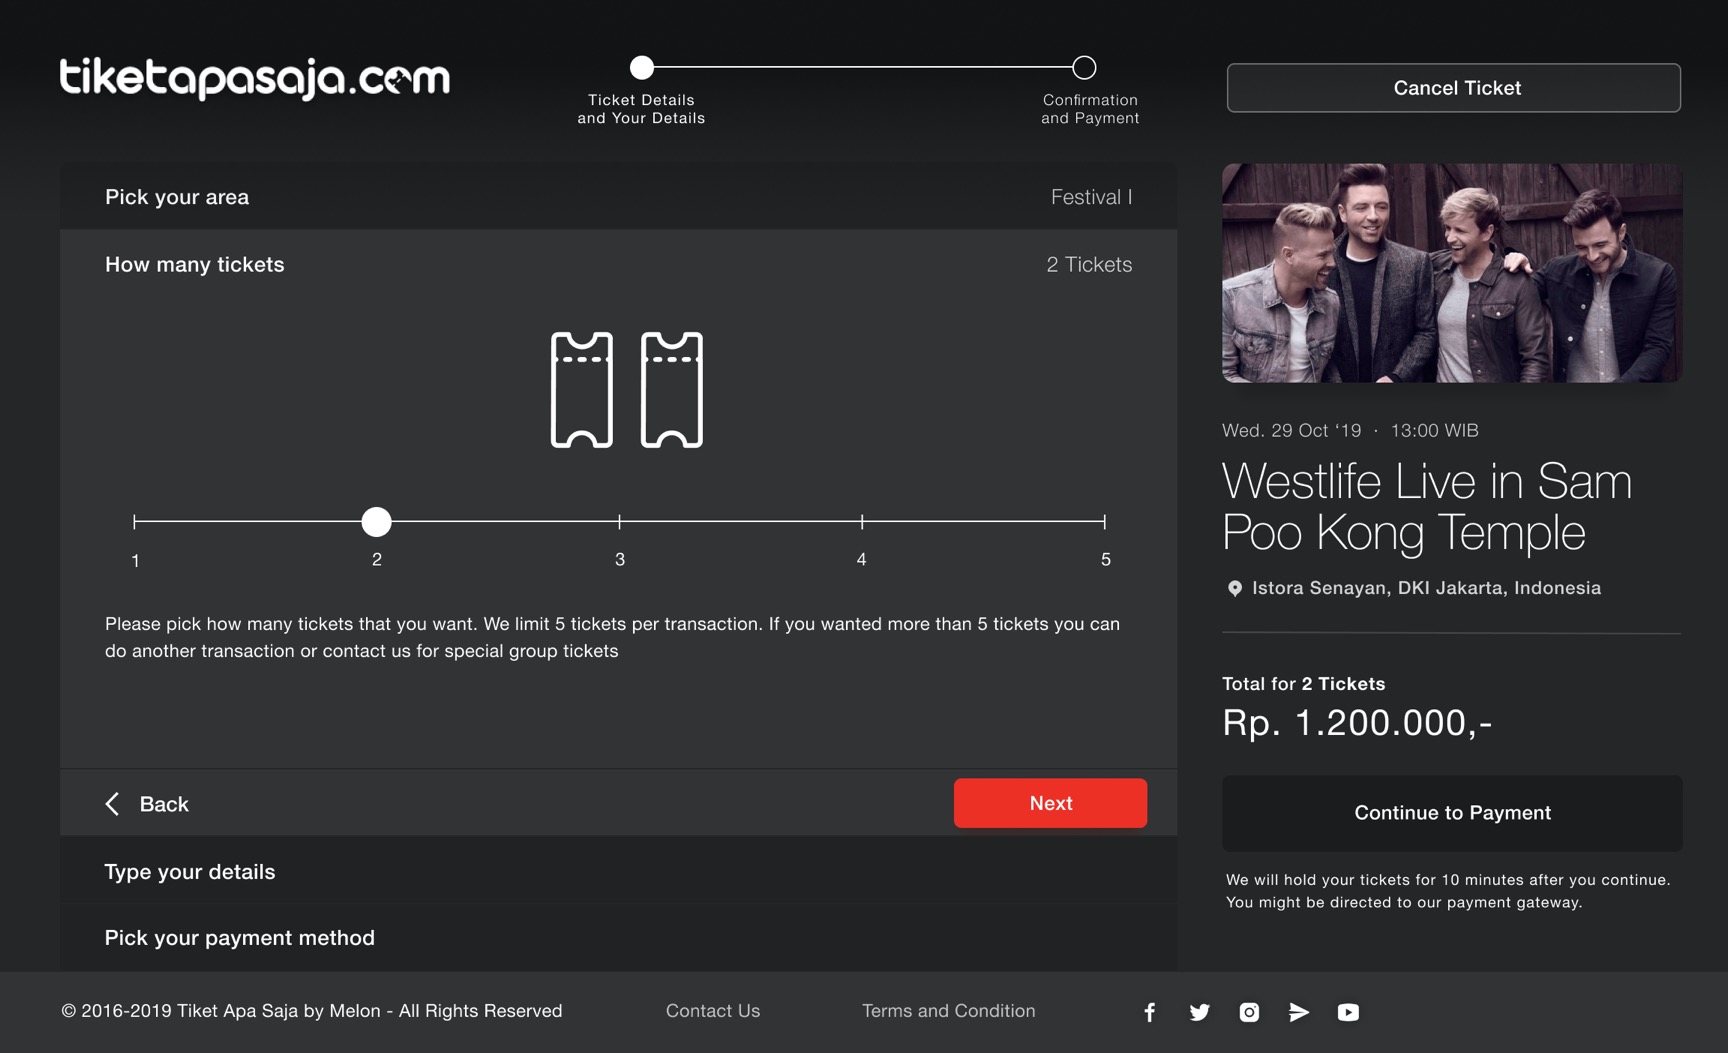 tiketapasaja.com
Ticket Details
and Your Details
Confirmation
and Payment
Cancel Ticket
Pick your area
Festival I
How many tickets
2 Tickets
1
2
3
4
5
Please pick how many tickets that you want. We limit 5 tickets per transaction. If you wanted more than 5 tickets you can
do another transaction or contact us for special group tickets
Back
Next
Type your details
Pick your payment method
Wed. 29 Oct ‘19 · 13:00 WIB
Westlife Live in Sam
Poo Kong Temple
Istora Senayan, DKI Jakarta, Indonesia
Total for 2 Tickets
Rp. 1.200.000,-
Continue to Payment
We will hold your tickets for 10 minutes after you continue.
You might be directed to our payment gateway.
© 2016-2019 Tiket Apa Saja by Melon - All Rights Reserved
Contact Us
Terms and Condition